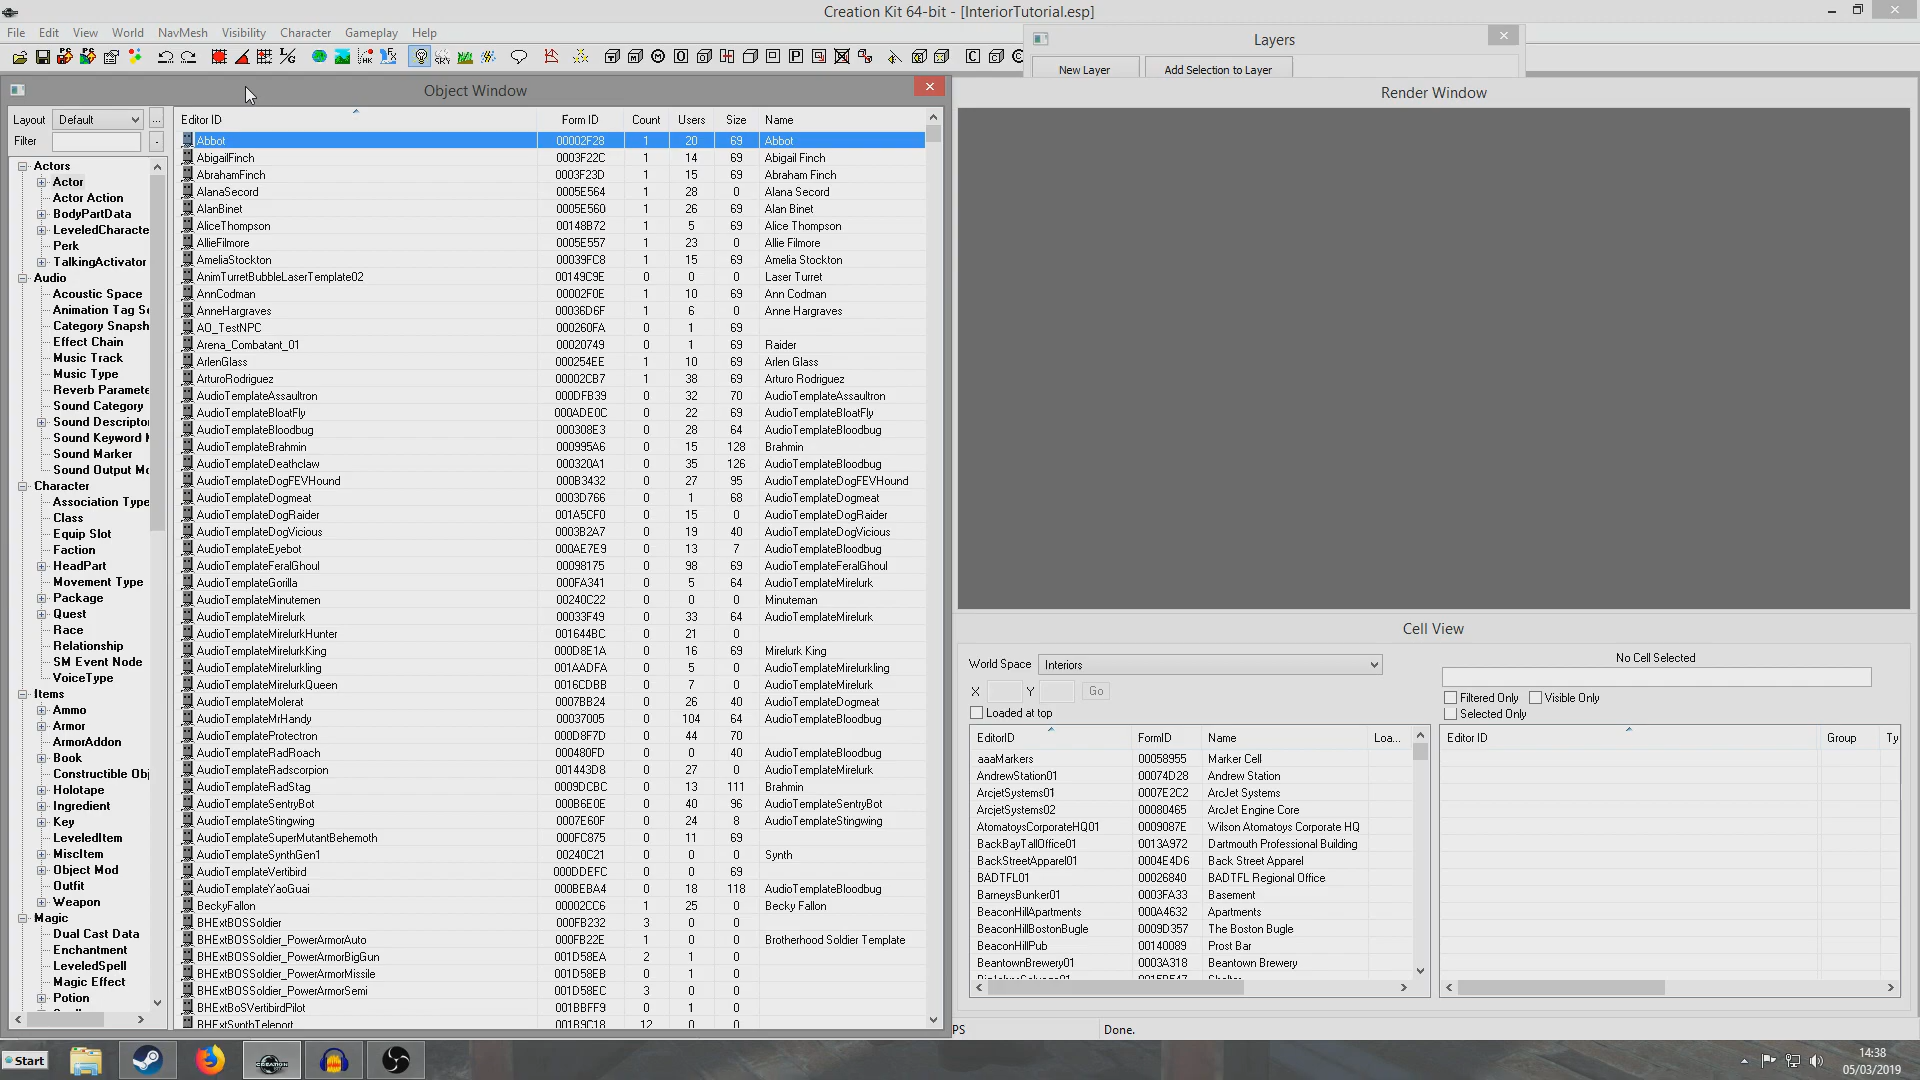 Creation Kit 64-bit - [InteriorTutorial.esp]
File Edit View World NavMesh Visibility Character Gameplay Help
Layers
New Layer Add Selection to Layer
Object Window
Layout Default ...
Filter -
Actors
Actor
Actor Action
BodyPartData
LeveledCharacte
Perk
TalkingActivator
Audio
Acoustic Space
Animation Tag Se
Category Snapsh
Effect Chain
Music Track
Music Type
Reverb Paramete
Sound Category
Sound Descripto
Sound Keyword M
Sound Marker
Sound Output Mo
Character
Association Type
Class
Equip Slot
Faction
HeadPart
Movement Type
Package
Quest
Race
Relationship
SM Event Node
VoiceType
Items
Ammo
Armor
ArmorAddon
Book
Constructible Obj
Holotape
Ingredient
Key
LeveledItem
MiscItem
Object Mod
Outfit
Weapon
Magic
Dual Cast Data
Enchantment
LeveledSpell
Magic Effect
Potion
Editor ID Form ID Count Users Size Name
Abbot 00002F28 1 20 69 Abbot
AbigailFinch 0003F22C 1 14 69 Abigail Finch
AbrahamFinch 0003F23D 1 15 69 Abraham Finch
AlanaSecord 0005E564 1 28 0 Alana Secord
AlanBinet 0005E560 1 26 69 Alan Binet
AliceThompson 00148B72 1 5 69 Alice Thompson
AllieFilmore 0005E557 1 23 0 Allie Filmore
AmeliaStockton 00039FC8 1 15 69 Amelia Stockton
AnimTurretBubbleLaserTemplate02 00149C9E 0 0 0 Laser Turret
AnnCodman 00002F0E 1 10 69 Ann Codman
AnneHargraves 00036D6F 1 6 0 Anne Hargraves
AO_TestNPC 000260FA 0 1 69
Arena_Combatant_01 00020749 0 1 69 Raider
ArlenGlass 000254EE 1 10 69 Arlen Glass
ArturoRodriguez 00002CB7 1 38 69 Arturo Rodriguez
AudioTemplateAssaultron 000DFB39 0 32 70 AudioTemplateAssaultron
AudioTemplateBloatFly 000ADE0C 0 22 69 AudioTemplateBloatFly
AudioTemplateBloodbug 000308E3 0 28 64 AudioTemplateBloodbug
AudioTemplateBrahmin 000995A6 0 15 128 Brahmin
AudioTemplateDeathclaw 000320A1 0 35 126 AudioTemplateBloodbug
AudioTemplateDogFEVHound 000B3432 0 27 95 AudioTemplateDogFEVHound
AudioTemplateDogmeat 0003D766 0 1 68 AudioTemplateDogmeat
AudioTemplateDogRaider 001A5CF0 0 15 0 AudioTemplateDogRaider
AudioTemplateDogVicious 0003B2A7 0 19 40 AudioTemplateDogVicious
AudioTemplateEyebot 000AE7E9 0 13 7 AudioTemplateBloodbug
AudioTemplateFeralGhoul 00098175 0 98 69 AudioTemplateFeralGhoul
AudioTemplateGorilla 000FA341 0 5 64 AudioTemplateMirelurk
AudioTemplateMinutemen 00240C22 0 0 0 Minuteman
AudioTemplateMirelurk 00033F49 0 33 64 AudioTemplateMirelurk
AudioTemplateMirelurkHunter 001644BC 0 21 0
AudioTemplateMirelurkKing 000D8E1A 0 16 69 Mirelurk King
AudioTemplateMirelurkling 001AADFA 0 5 0 AudioTemplateMirelurkling
AudioTemplateMirelurkQueen 0016CDBB 0 7 0 AudioTemplateMirelurk
AudioTemplateMolerat 0007BB24 0 26 40 AudioTemplateDogmeat
AudioTemplateMrHandy 00037005 0 104 64 AudioTemplateBloodbug
AudioTemplateProtectron 000D8F7D 0 44 70
AudioTemplateRadRoach 000480FD 0 0 40 AudioTemplateBloodbug
AudioTemplateRadscorpion 001443D8 0 27 0 AudioTemplateMirelurk
AudioTemplateRadStag 0009DCBC 0 13 111 Brahmin
AudioTemplateSentryBot 000B6E0E 0 40 96 AudioTemplateSentryBot
AudioTemplateStingwing 0007E60F 0 24 8 AudioTemplateStingwing
AudioTemplateSuperMutantBehemoth 000FC875 0 11 69
AudioTemplateSynthGen1 00240C21 0 0 0 Synth
AudioTemplateVertibird 000DDEFC 0 0 69
AudioTemplateYaoGuai 000BEBA4 0 18 118 AudioTemplateBloodbug
BeckyFallon 00002CC6 1 25 0 Becky Fallon
BHExtBOSSoldier 000FB232 3 0 0
BHExtBOSSoldier_PowerArmorAuto 000FB22E 1 0 0 Brotherhood Soldier Template
BHExtBOSSoldier_PowerArmorBigGun 001D58EA 2 1 0
BHExtBOSSoldier_PowerArmorMissile 001D58EB 0 1 0
BHExtBOSSoldier_PowerArmorSemi 001D58EC 3 0 0
BHExtBoSVertibirdPilot 001BBFF9 0 1 0
BHExtSynthTeleport 001B9C18 12 0 0
Render Window
Cell View
World Space Interiors
X Y Go
Loaded at top
No Cell Selected
Filtered Only Visible Only
Selected Only
EditorID FormID Name Loa...
aaaMarkers 00058955 Marker Cell
AndrewStation01 00074D28 Andrew Station
ArcjetSystems01 0007E2C2 ArcJet Systems
ArcjetSystems02 00080465 ArcJet Engine Core
AtomatoysCorporateHQ01 0009087E Wilson Atomatoys Corporate HQ
BackBayTallOffice01 0013A972 Dartmouth Professional Building
BackStreetApparel01 0004E4D6 Back Street Apparel
BADTFL01 00026840 BADTFL Regional Office
BarneysBunker01 0003FA33 Basement
BeaconHillApartments 000A4632 Apartments
BeaconHillBostonBugle 0009D357 The Boston Bugle
BeaconHillPub 00140089 Prost Bar
BeantownBrewery01 0003A318 Beantown Brewery
Editor ID Group Ty
PS Done.
Start
14:38
05/03/2019